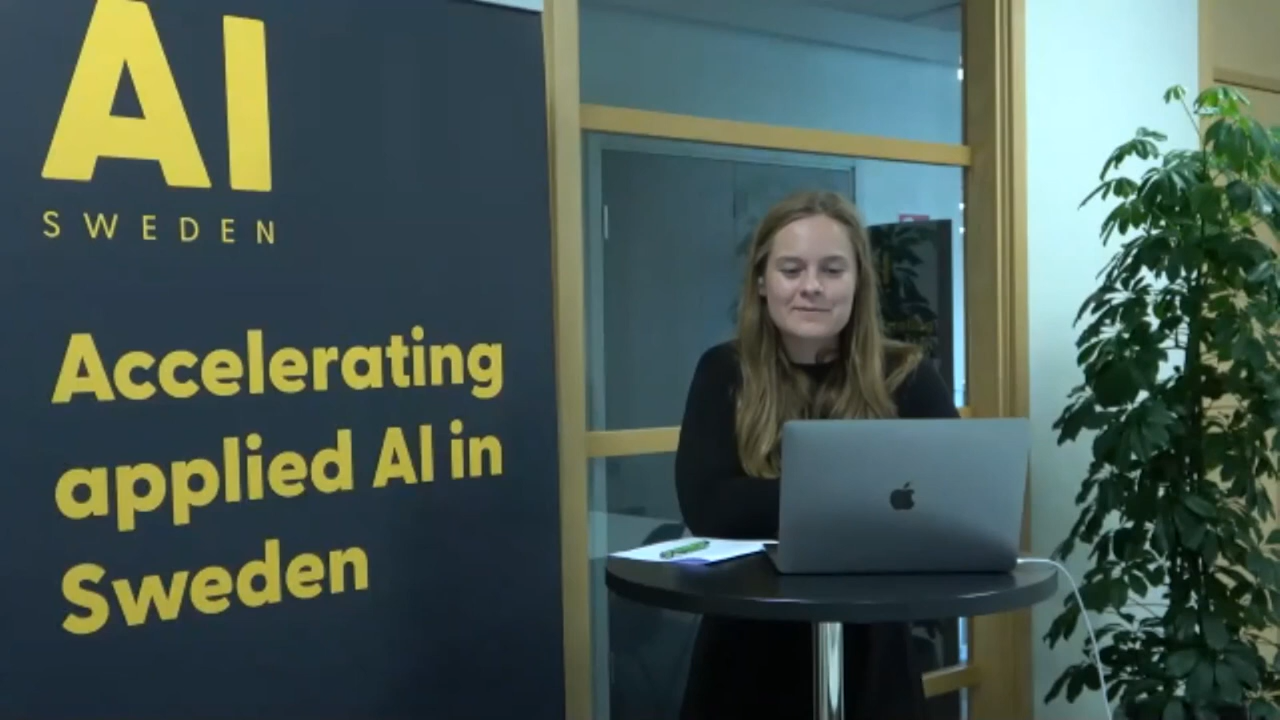 AI
SWEDEN
Accelerating
applied AI in
Sweden